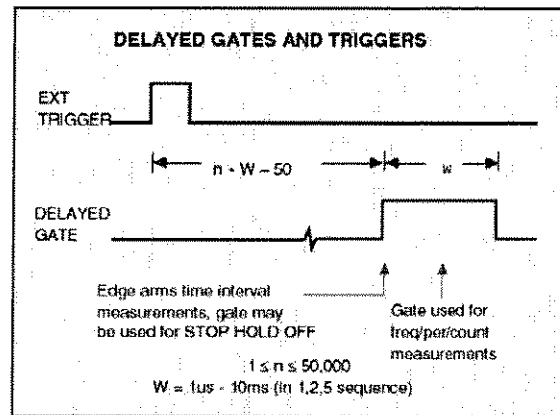 DELAYED GATES AND TRIGGERS
EXT
TRIGGER
n • W – 50
w
DELAYED
GATE
Edge arms time interval
measurements, gate may
be used for STOP HOLD OFF
Gate used for
freq/per/count
measurements
1 ≤ n ≤ 50,000
W = 1us - 10ms (in 1,2,5 sequence)